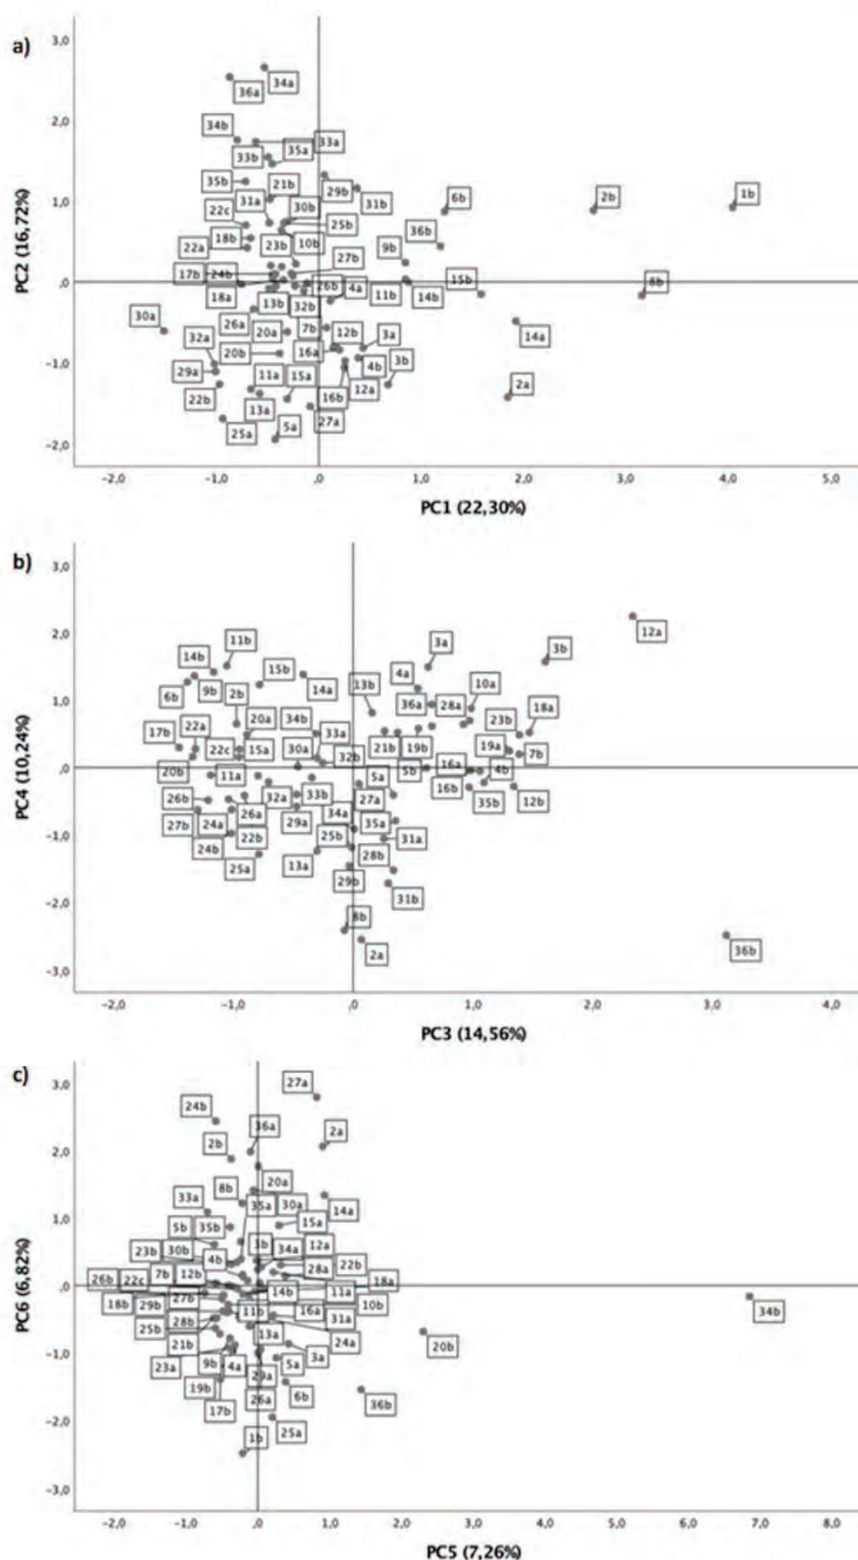 a)
3,0
34a
36a
2,0
34b
33a
35a
33b
35b
21b
29b
31a
31b
6b
2b
1b
1,0
22c
30b
25b
36b
18b
23b
10b
9b
22a
27b
PC2 (16,72%)
,0
17b
24b
26b
4a
11b
14b
15b
8b
18a
13b
32b
30a
26a
20a
7b
12b
3a
14a
32a
20b
16a
4b
3b
-1,0
29a
11a
15a
22b
16b
12a
2a
13a
25a
5a
27a
-2,0
-2,0 -1,0 ,0 1,0 2,0 3,0 4,0 5,0
PC1 (22,30%)
b)
3,0
12a
2,0
11b
3a
3b
14b
15b
4a
6b
9b
2b
14a
13b
36a
28a
10a
1,0
17b
22a
20a
34b
33a
23b
18a
22c
15a
30a
32b
21b
19b
19a
7b
PC4 (10,24%)
,0
20b
11a
5a
5b
16a
4b
26b
32a
33b
27a
16b
35b
12b
27b
24a
26a
29a
34a
35a
-1,0
24b
22b
25b
31a
25a
13a
28b
29b
31b
-2,0
8b
2a
36b
-3,0
-2,0 -1,0 ,0 1,0 2,0 3,0 4,0
PC3 (14,56%)
c)
3,0
27a
24b
36a
2a
2b
2,0
8b
20a
33a
35a
30a
14a
1,0
5b
35b
15a
23b
30b
4b
3b
34a
12a
28a
22b
PC6 (6,82%)
,0
26b
22c
7b
12b
14b
11a
18a
18b
29b
27b
11b
16a
10b
25b
28b
31a
21b
13a
24a
-1,0
23a
9b
4a
29a
5a
3a
20b
34b
19b
26a
6b
36b
17b
-2,0
1b
25a
-3,0
-2,0 -1,0 ,0 1,0 2,0 3,0 4,0 5,0 6,0 7,0 8,0
PC5 (7,26%)